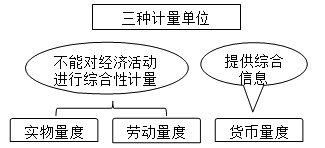 三种计量单位
不能对经济活动
进行综合性计量
提供综合
信息
实物量度
劳动量度
货币量度